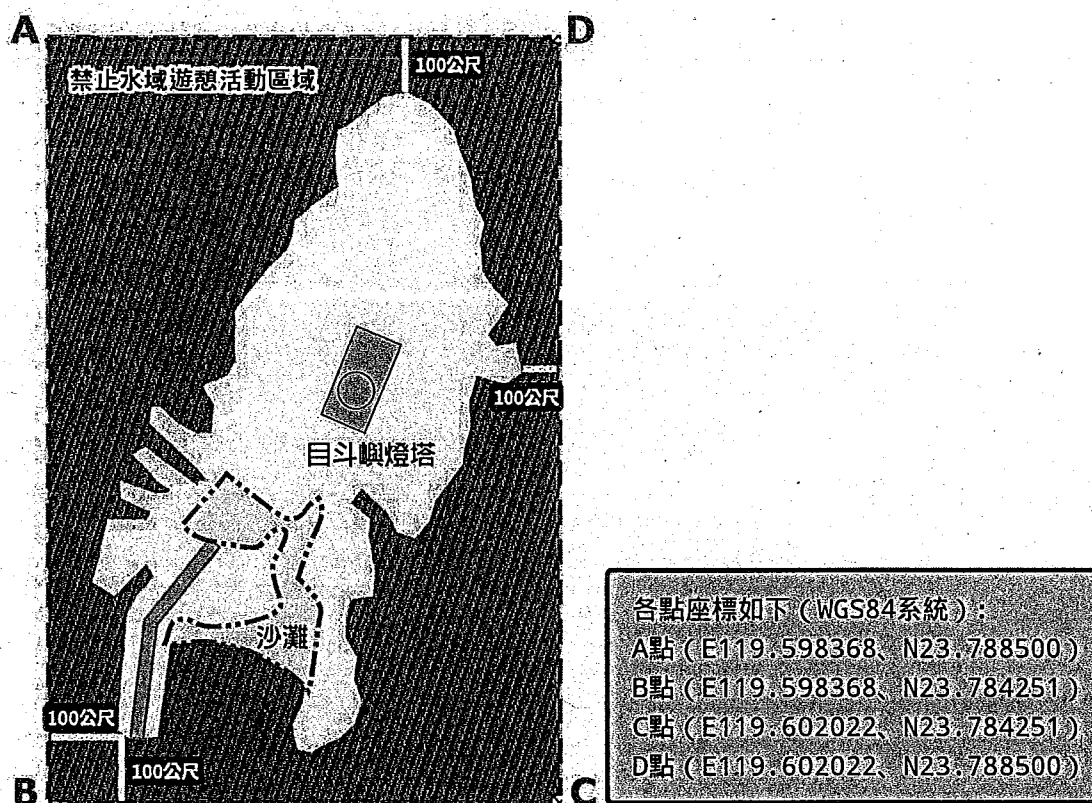 A
D
100公尺
禁止水域遊憩活動區域
100公尺
目斗嶼燈塔
沙灘
100公尺
100公尺
B
C
各點座標如下(WGS84系統):
A點(E119.598368、N23.788500)
B點(E119.598368、N23.784251)
C點(E119.602022、N23.784251)
D點(E119.602022、N23.788500)